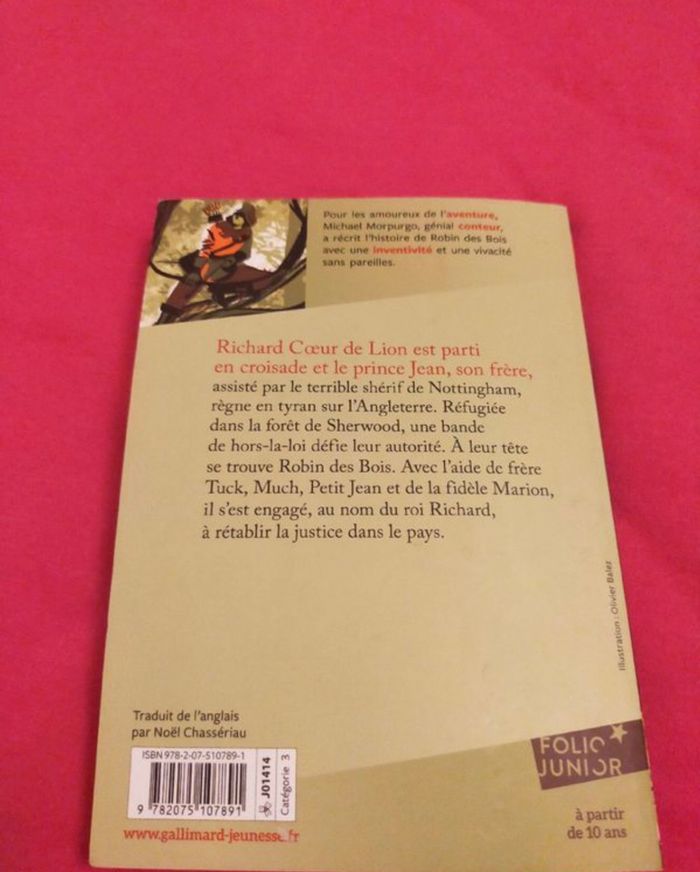 Pour les amoureux de l'aventure,
Michael Morpurgo, génial conteur,
a récrit l'histoire de Robin des Bois
avec une inventivité et une vivacité
sans pareilles.
Richard Cœur de Lion est parti
en croisade et le prince Jean, son frère,
assisté par le terrible shérif de Nottingham,
règne en tyran sur l'Angleterre. Réfugiée
dans la forêt de Sherwood, une bande
de hors-la-loi défie leur autorité. À leur tête
se trouve Robin des Bois. Avec l'aide de frère
Tuck, Much, Petit Jean et de la fidèle Marion,
il s'est engagé, au nom du roi Richard,
à rétablir la justice dans le pays.
Illustration : Olivier Balez
Traduit de l'anglais
par Noël Chassériau
ISBN 978-2-07-510789-1
9 782075 107891
J01414
Catégorie 3
www.gallimard-jeunesse.fr
FOLIO
JUNIOR
à partir
de 10 ans